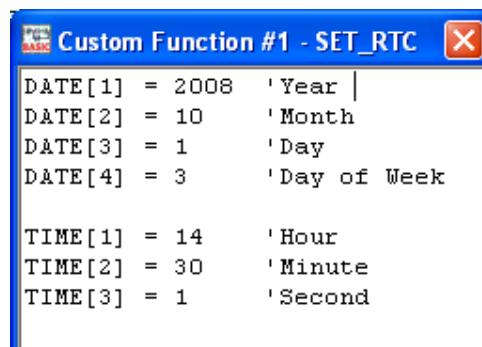 BASIC
Custom Function #1 - SET_RTC
DATE[1] = 2008 'Year
DATE[2] = 10 'Month
DATE[3] = 1 'Day
DATE[4] = 3 'Day of Week
TIME[1] = 14 'Hour
TIME[2] = 30 'Minute
TIME[3] = 1 'Second